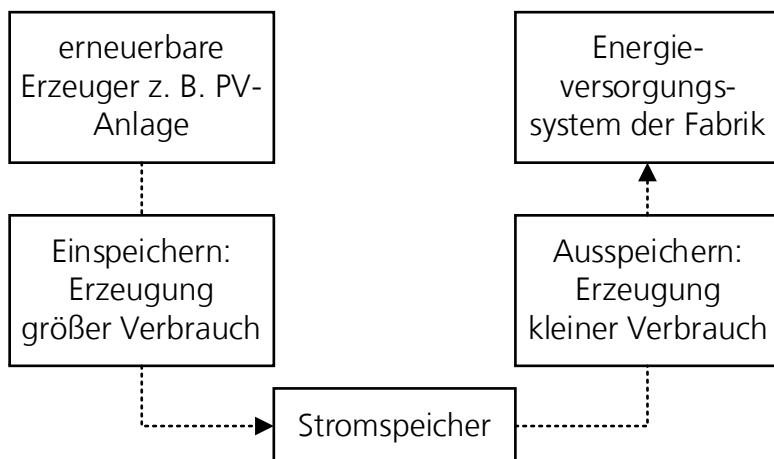 erneuerbare
Erzeuger z. B. PV-
Anlage
Energie-
versorgungs-
system der Fabrik
Einspeichern:
Erzeugung
größer Verbrauch
Ausspeichern:
Erzeugung
kleiner Verbrauch
Stromspeicher